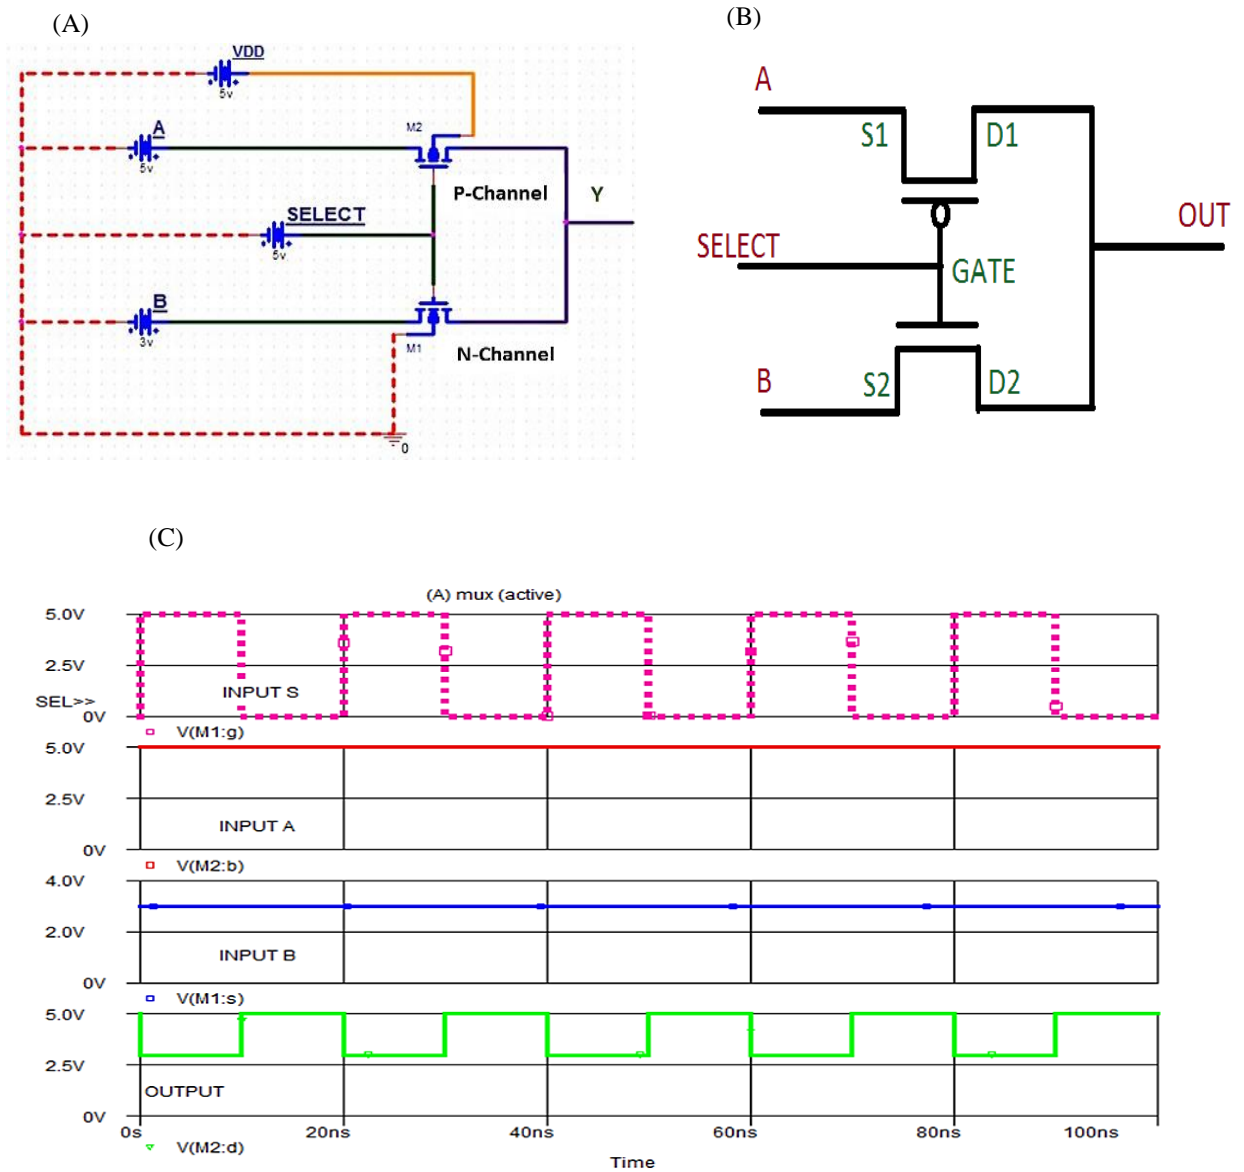 (A)
VDD
5v
A
5v
M2
P-Channel
Y
SELECT
5v
B
3v
M1
N-Channel
0
(B)
A
S1 D1
OUT
SELECT
GATE
B
S2 D2
(C)
(A) mux (active)
5.0V
2.5V
INPUT S
SEL>>
0V
V(M1:g)
5.0V
2.5V
INPUT A
0V
V(M2:b)
4.0V
2.0V
INPUT B
0V
V(M1:s)
5.0V
2.5V
OUTPUT
0V
0s 20ns 40ns 60ns 80ns 100ns
V(M2:d)
Time